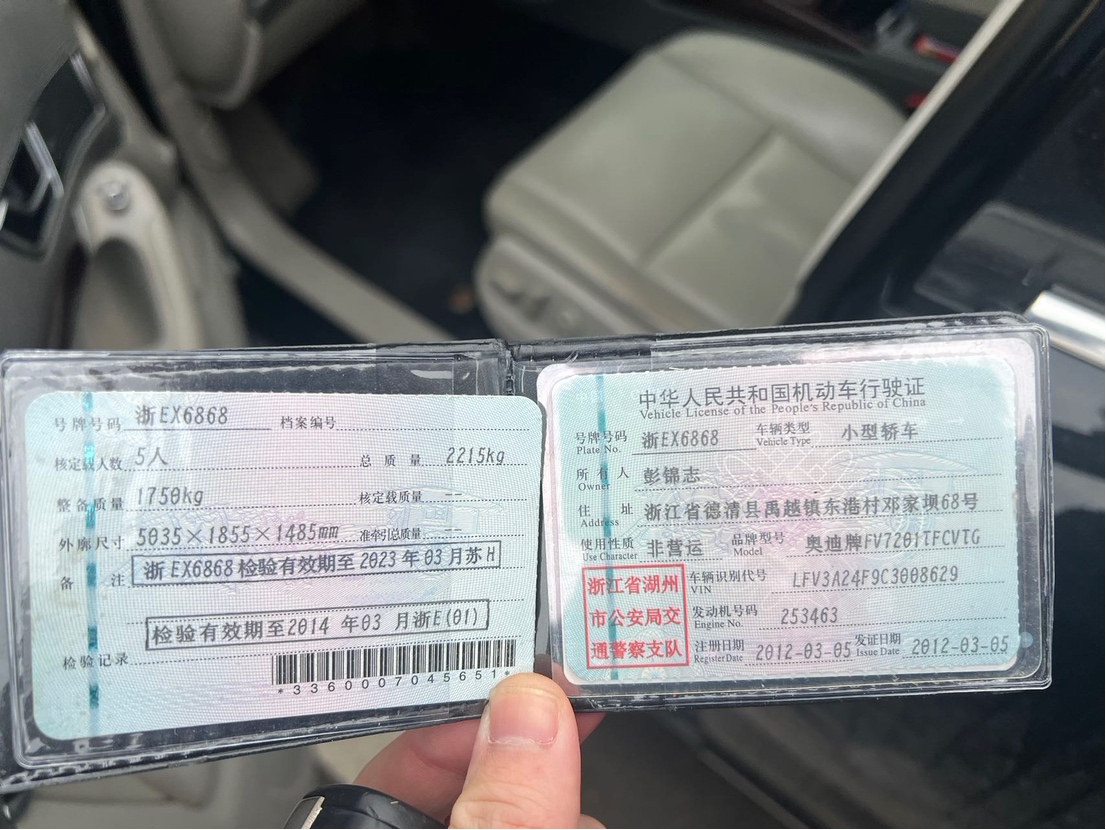 号牌号码 浙EX6868 档案编号
核定载人数 5人 总质量 2215kg
整备质量 1750kg 核定载质量 --
外廓尺寸 5035×1855×1485mm 准牵引总质量 --
备注 浙EX6868检验有效期至2023年03月苏H
检验有效期至2014 年03 月浙E(01)
检验记录
*3360007045651*
中华人民共和国机动车行驶证
Vehicle License of the People's Republic of China
号牌号码 浙EX6868 车辆类型 小型轿车
Plate No. Vehicle Type
所有人 彭锦志
Owner
住址 浙江省德清县禹越镇东港村邓家坝68号
Address
使用性质 非营运 品牌型号 奥迪牌FV7201TFCVTG
Use Character Model
浙江省湖州
市公安局交
通警察支队
车辆识别代号 LFV3A24F9C3008629
VIN
发动机号码 253463
Engine No.
注册日期 2012-03-05 发证日期 2012-03-05
Register Date Issue Date